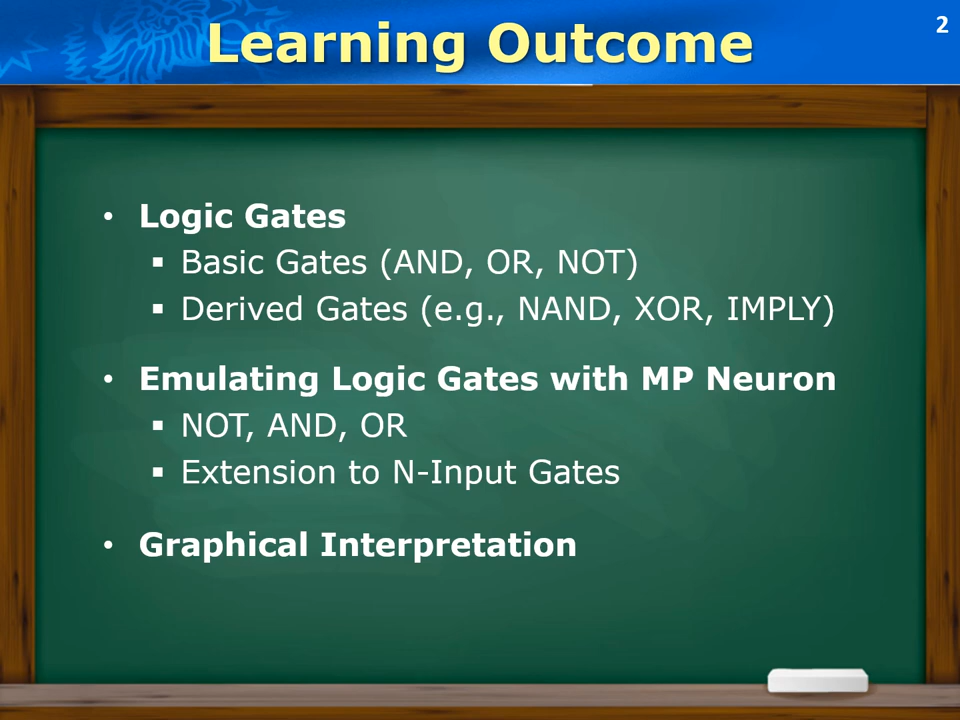 Learning Outcome
2
• Logic Gates
▪ Basic Gates (AND, OR, NOT)
▪ Derived Gates (e.g., NAND, XOR, IMPLY)
• Emulating Logic Gates with MP Neuron
▪ NOT, AND, OR
▪ Extension to N-Input Gates
• Graphical Interpretation